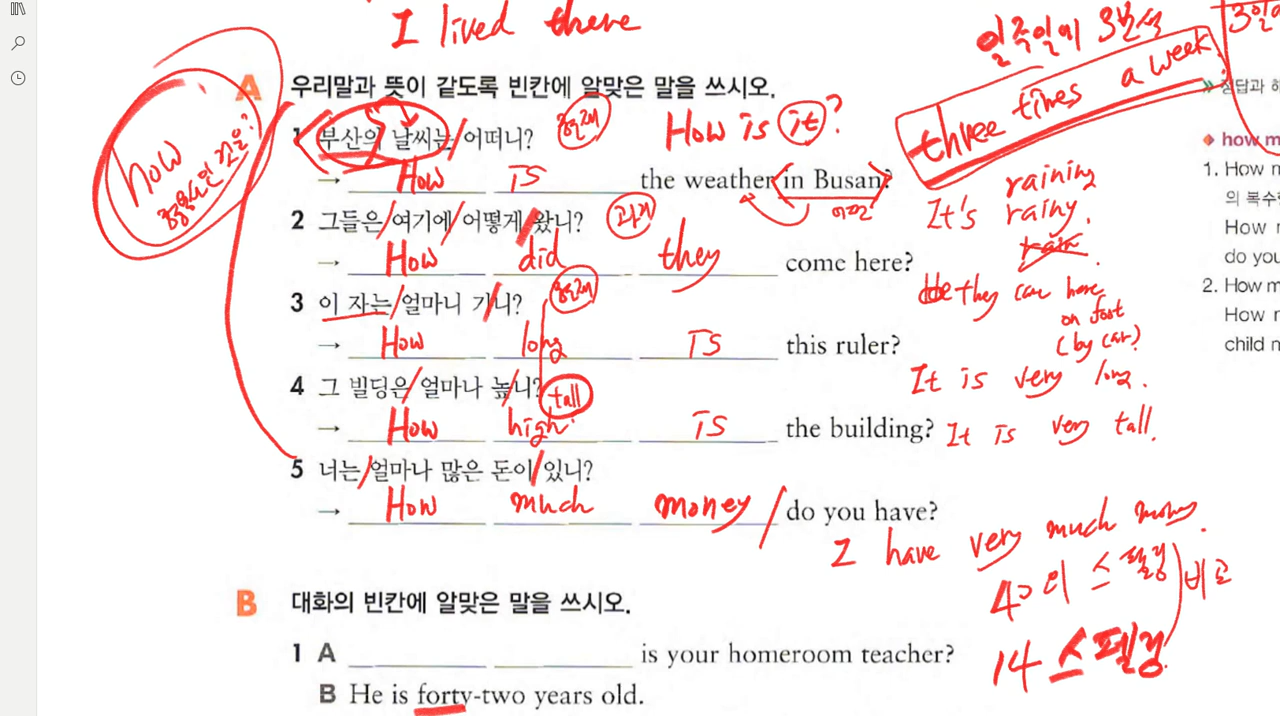 I lived there
일주일에 3번씩
three times a week
A 우리말과 뜻이 같도록 빈칸에 알맞은 말을 쓰시오.
정답과 해
how
1 부산의 날씨는 어떠니? 현재
How is it?
→ How is the weather in Busan?
raining
It's rainy.
2 그들은 여기에 어떻게 왔니? 과거
→ How did they come here?
they came here
on foot
(by car)
3 이 자는 얼마니 기니? 현재
→ How long is this ruler?
It is very long.
4 그 빌딩은 얼마나 높니? tall
→ How high is the building?
It is very tall.
5 너는 얼마나 많은 돈이 있니?
→ How much money do you have?
I have very much money.
40의 스펠링
비교
14 스펠링
B 대화의 빈칸에 알맞은 말을 쓰시오.
1 A is your homeroom teacher?
B He is forty-two years old.
how m
1. How m
의 복수
How m
do you
2. How m
How m
child n